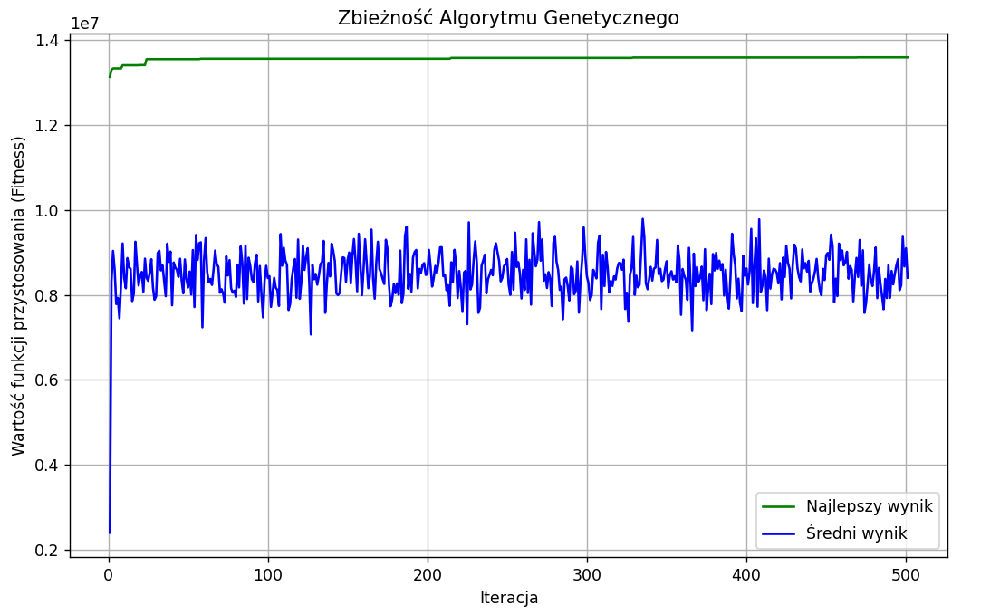 Zbieżność Algorytmu Genetycznego
1e7
1.4
1.2
1.0
0.8
0.6
0.4
0.2
Wartość funkcji przystosowania (Fitness)
Najlepszy wynik
Średni wynik
0 100 200 300 400 500
Iteracja